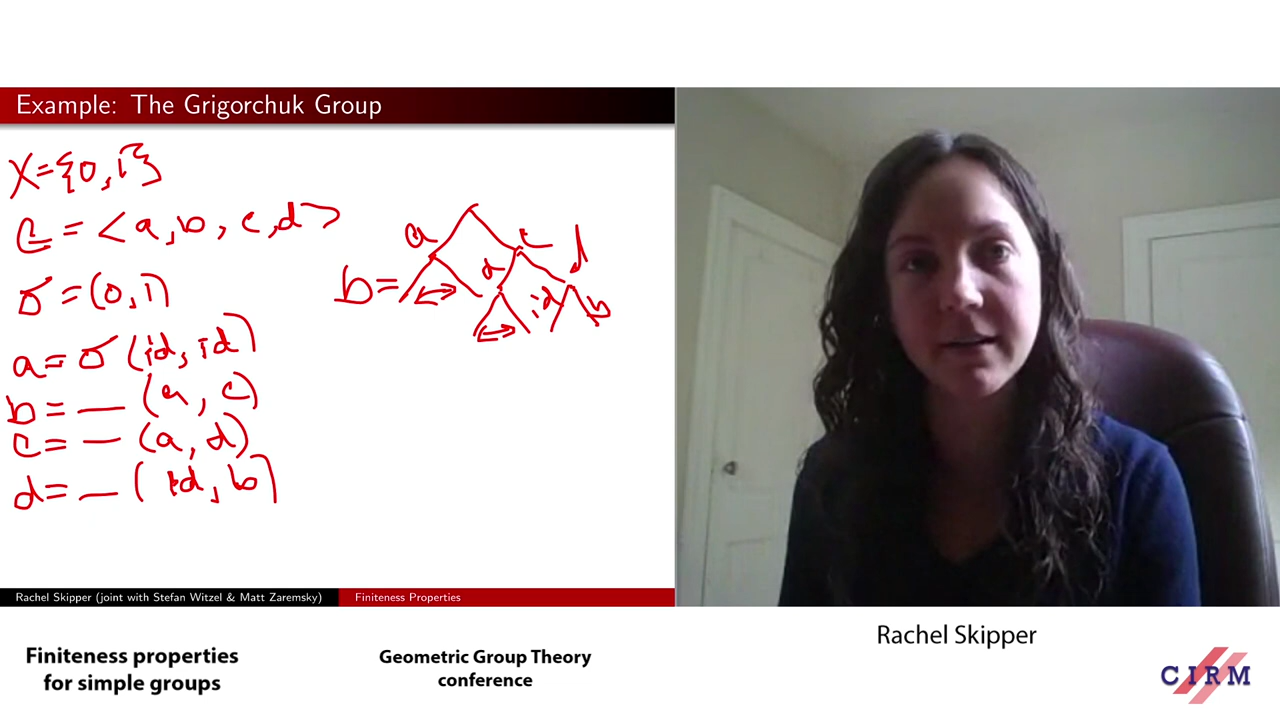 Example: The Grigorchuk Group
X={0,1}
G = <a,b,c,d>
σ=(0,1)
a=σ(id,id)
b=—(a,c)
c=—(a,d)
d=—(id,b)
a c
b= a d
id b
Rachel Skipper (joint with Stefan Witzel & Matt Zaremsky) Finiteness Properties
Rachel Skipper
Finiteness properties
for simple groups
Geometric Group Theory
conference
CIRM